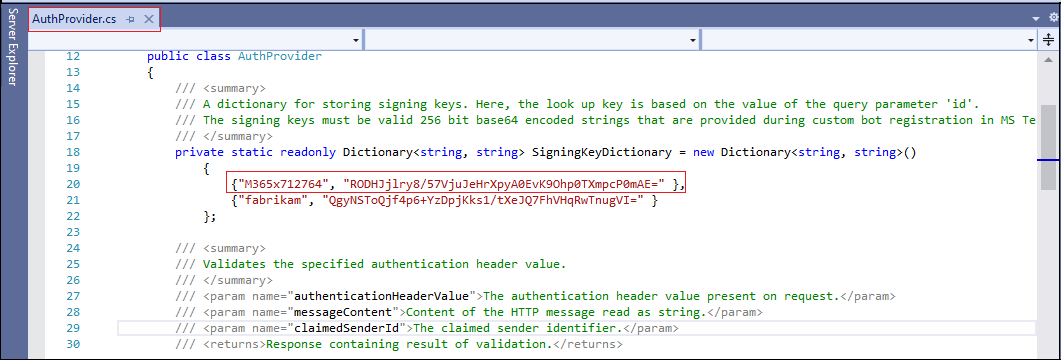 AuthProvider.cs
Server Explorer
12 public class AuthProvider
13 {
14 /// <summary>
15 /// A dictionary for storing signing keys. Here, the look up key is based on the value of the query parameter 'id'.
16 /// The signing keys must be valid 256 bit base64 encoded strings that are provided during custom bot registration in MS Te
17 /// </summary>
18 private static readonly Dictionary<string, string> SigningKeyDictionary = new Dictionary<string, string>()
19 {
20 {"M365x712764", "RODHJjlry8/57VjuJeHrXpyA0EvK9Ohp0TXmpcP0mAE=" },
21 {"fabrikam", "QgyNSToQjf4p6+YzDpjKks1/tXeJQ7FhVHqRwTnugVI=" }
22 };
23
24 /// <summary>
25 /// Validates the specified authentication header value.
26 /// </summary>
27 /// <param name="authenticationHeaderValue">The authentication header value present on request.</param>
28 /// <param name="messageContent">Content of the HTTP message read as string.</param>
29 /// <param name="claimedSenderId">The claimed sender identifier.</param>
30 /// <returns>Response containing result of validation.</returns>